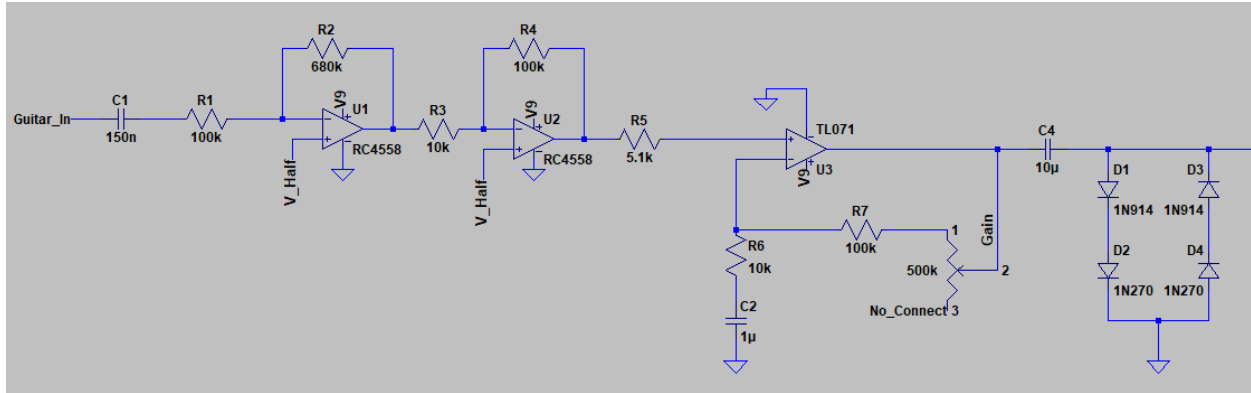 Guitar_In
C1
150n
R1
100k
R2
680k
V9
U1
RC4558
V_Half
R3
10k
R4
100k
V9
U2
RC4558
V_Half
R5
5.1k
TL071
V9
U3
R6
10k
C2
1µ
R7
100k
1
500k
2
No_Connect 3
Gain
C4
10µ
D1
1N914
D2
1N270
D3
1N914
D4
1N270